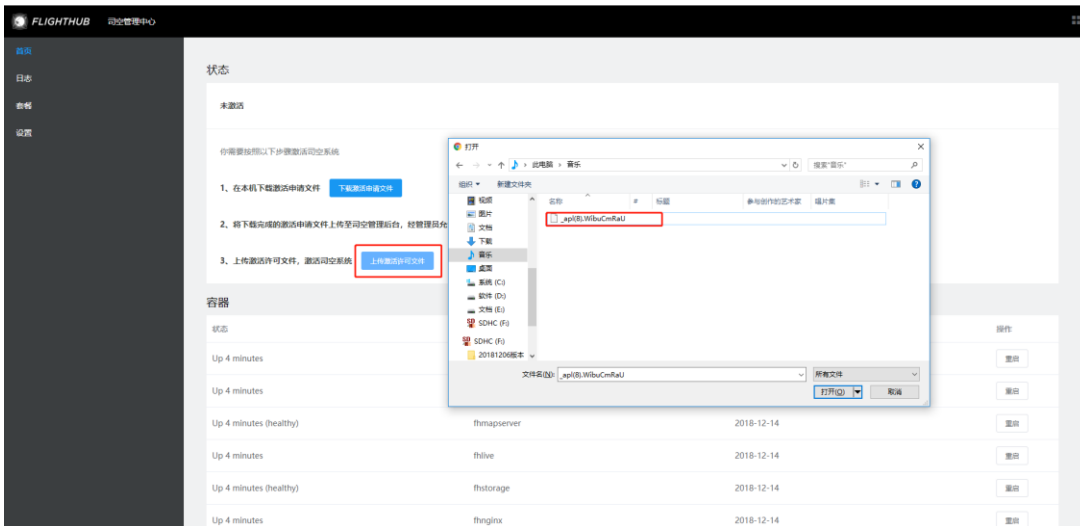 FLIGHTHUB 司空管理中心
首页
日志
套餐
设置
状态
未激活
你需要按照以下步骤激活司空系统
1、在本机下载激活申请文件 下载激活申请文件
2、将下载完成的激活申请文件上传至司空管理后台，经管理员允
3、上传激活许可文件，激活司空系统 上传激活许可文件
容器
状态 操作
Up 4 minutes 重启
Up 4 minutes 重启
Up 4 minutes (healthy) fhmapserver 2018-12-14 重启
Up 4 minutes fhlive 2018-12-14 重启
Up 4 minutes (healthy) fhstorage 2018-12-14 重启
Up 4 minutes fhnginx 2018-12-14 重启
打开
此电脑 › 音乐 搜索"音乐"
组织 新建文件夹
名称 # 标题 参与创作的艺术家 唱片集
视频
图片
文档
下载
音乐
桌面
系统 (C:)
软件 (D:)
文档 (E:)
SDHC (F:)
SDHC (F:)
20181206版本
_apl(8).WibuCmRaU
文件名(N): _apl(8).WibuCmRaU 所有文件
打开(O) 取消